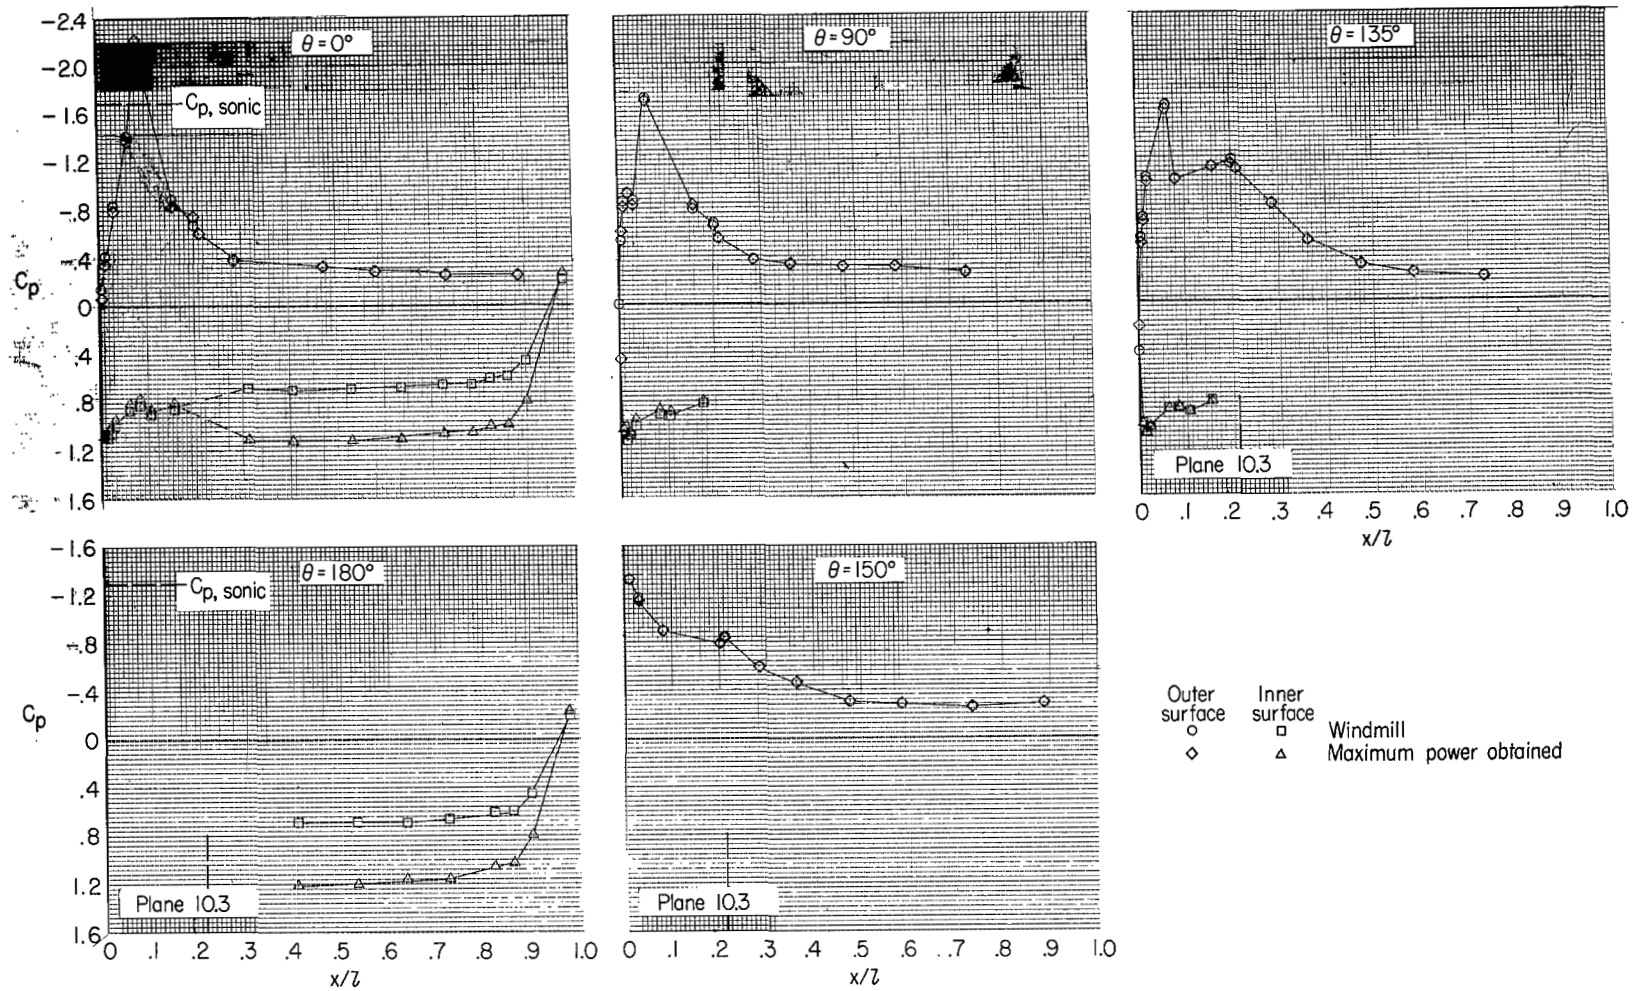 −2.4
−2.0
−1.6
−1.2
−.8
−.4
0
.4
.8
1.2
1.6
Cp
θ = 0°
Cp, sonic
θ = 90°
θ = 135°
Plane 10.3
0 .1 .2 .3 .4 .5 .6 .7 .8 .9 1.0
x/l
−1.6
−1.2
−.8
−.4
0
.4
.8
1.2
1.6
Cp
θ = 180°
Cp, sonic
Plane 10.3
0 .1 .2 .3 .4 .5 .6 .7 .8 .9 1.0
x/l
θ = 150°
Plane 10.3
0 .1 .2 .3 .4 .5 .6 .7 .8 .9 1.0
x/l
Outer Inner
surface surface
Windmill
Maximum power obtained